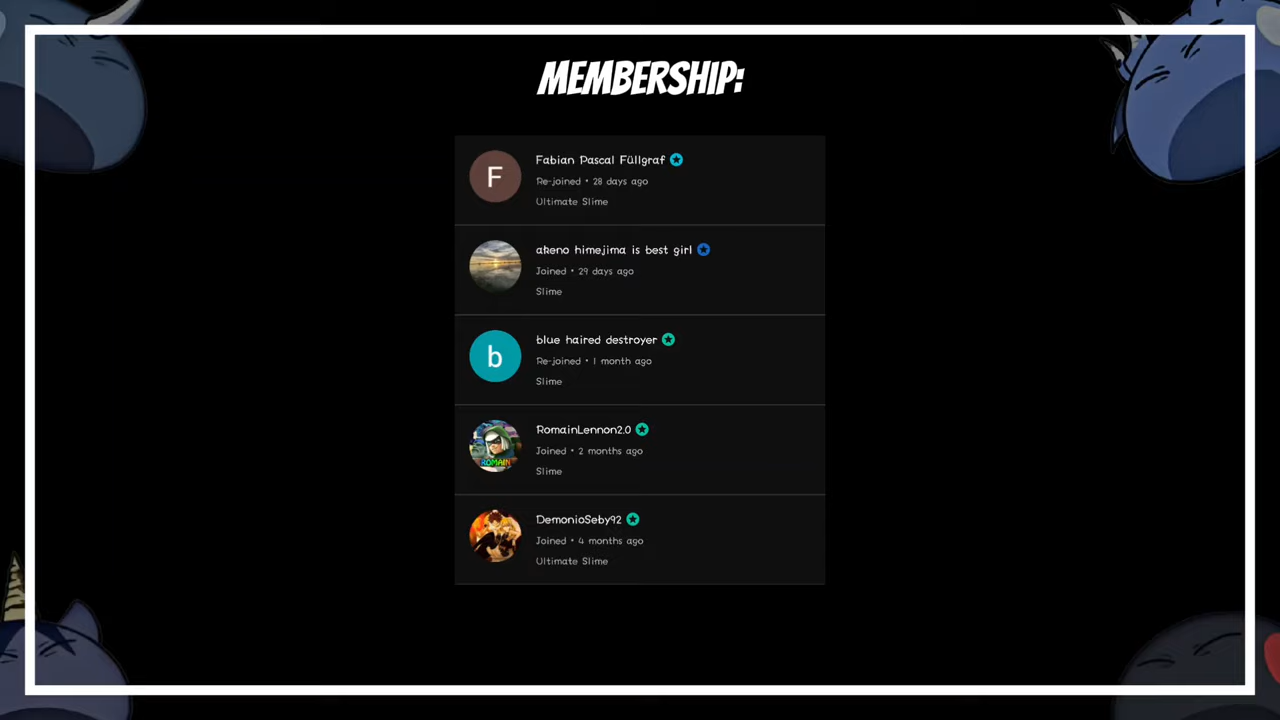 MEMBERSHIP:
F
Fabian Pascal Füllgraf
Re-joined • 28 days ago
Ultimate Slime
akeno himejima is best girl
Joined • 29 days ago
Slime
b
blue haired destroyer
Re-joined • 1 month ago
Slime
ROMAIN
RomainLennon2.0
Joined • 2 months ago
Slime
DemonioSeby92
Joined • 4 months ago
Ultimate Slime